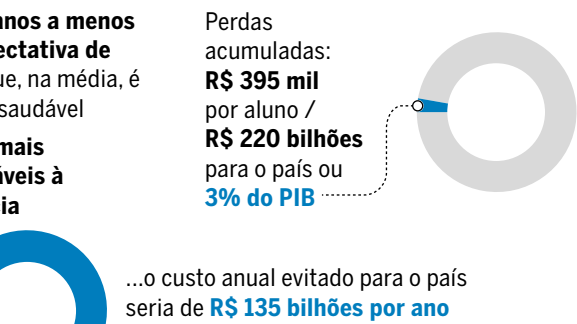 anos a menos
ectativa de
ue, na média, é
saudável
mais
veis à
ia
Perdas
acumuladas:
R$ 395 mil
por aluno /
R$ 220 bilhões
para o país ou
3% do PIB
...o custo anual evitado para o país
seria de R$ 135 bilhões por ano